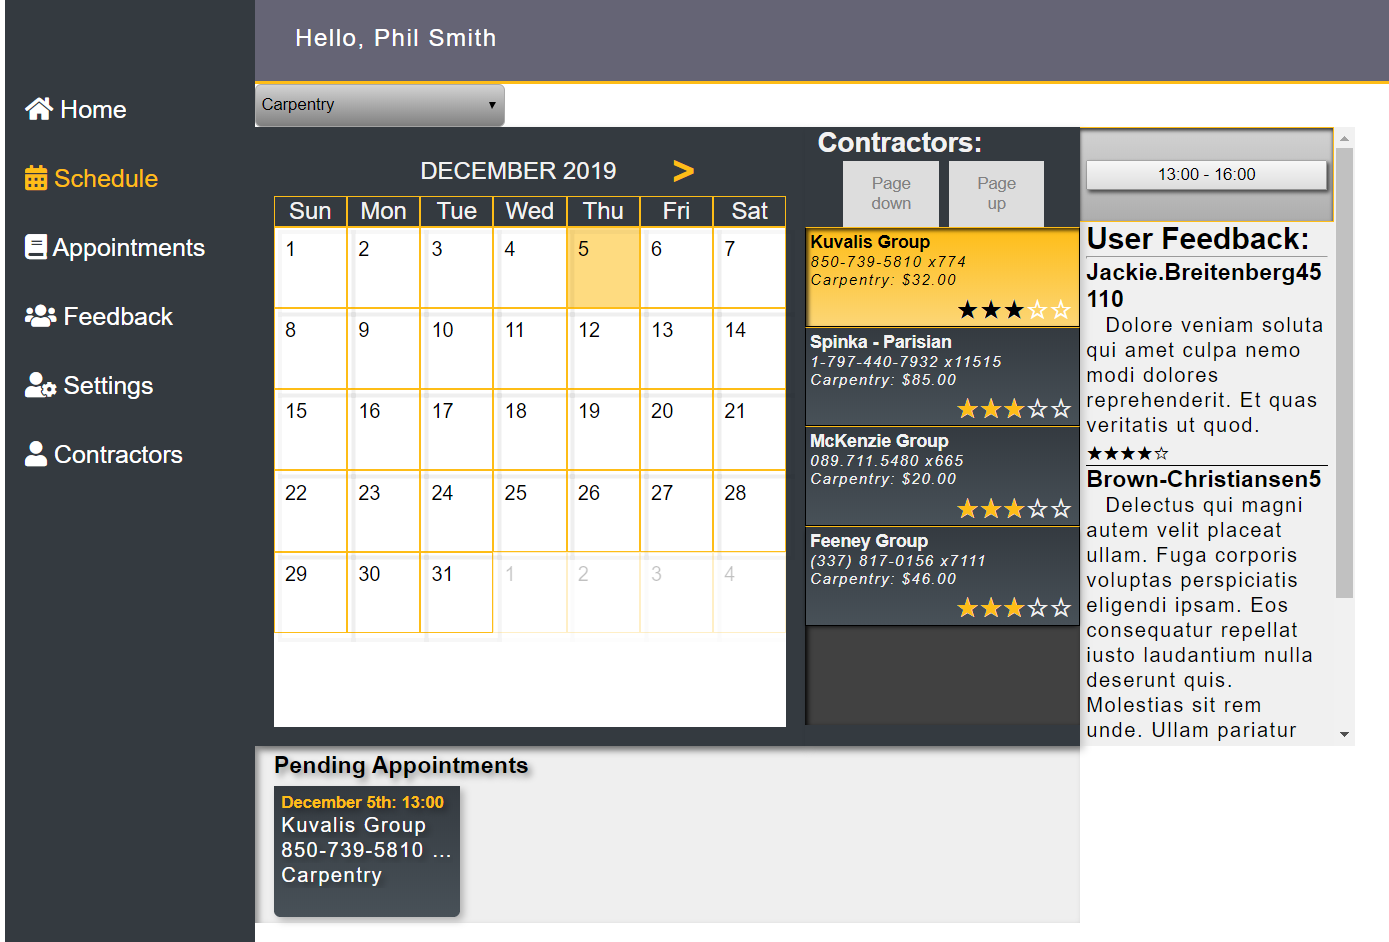 Hello, Phil Smith
Home
Schedule
Appointments
Feedback
Settings
Contractors
Carpentry
DECEMBER 2019 >
Sun Mon Tue Wed Thu Fri Sat
1 2 3 4 5 6 7
8 9 10 11 12 13 14
15 16 17 18 19 20 21
22 23 24 25 26 27 28
29 30 31 1 2 3 4
Contractors:
Page
down
Page
up
Kuvalis Group
850-739-5810 x774
Carpentry: $32.00
★★★☆☆
Spinka - Parisian
1-797-440-7932 x11515
Carpentry: $85.00
★★★☆☆
McKenzie Group
089.711.5480 x665
Carpentry: $20.00
★★★☆☆
Feeney Group
(337) 817-0156 x7111
Carpentry: $46.00
★★★☆☆
13:00 - 16:00
User Feedback:
Jackie.Breitenberg45
110
Dolore veniam soluta
qui amet culpa nemo
modi dolores
reprehenderit. Et quas
veritatis ut quod.
★★★★☆
Brown-Christiansen5
Delectus qui magni
autem velit placeat
ullam. Fuga corporis
voluptas perspiciatis
eligendi ipsam. Eos
consequatur repellat
iusto laudantium nulla
deserunt quis.
Molestias sit rem
unde. Ullam pariatur
Pending Appointments
December 5th: 13:00
Kuvalis Group
850-739-5810 ...
Carpentry